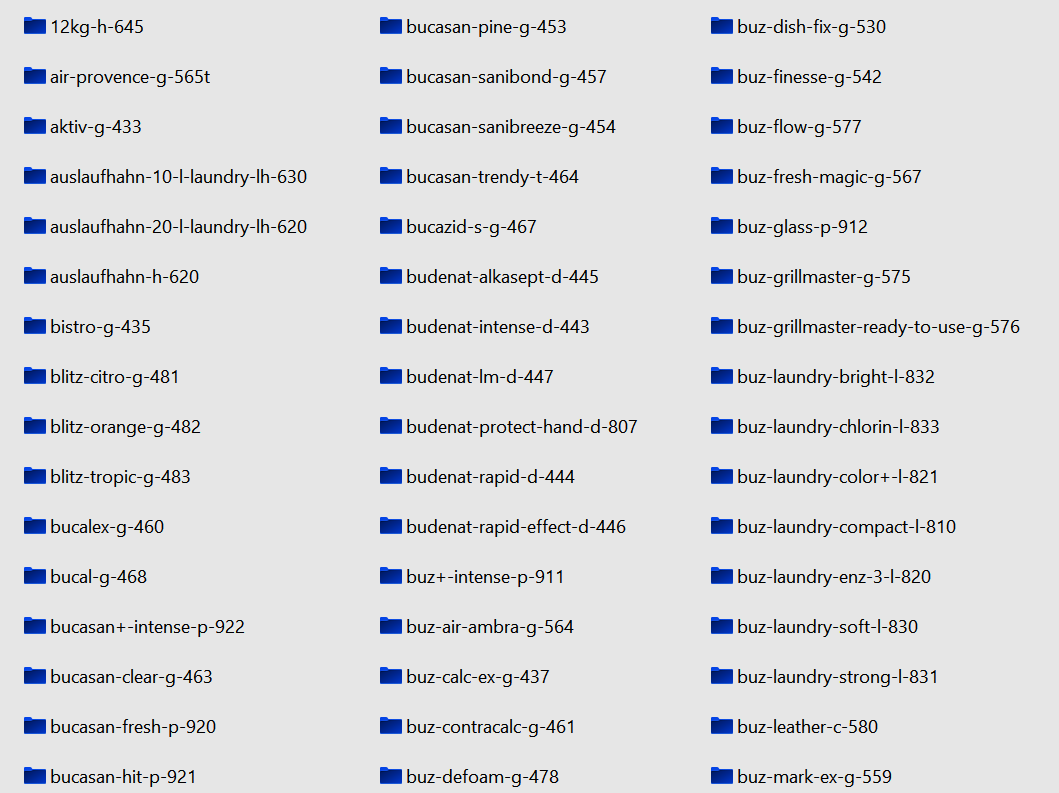 12kg-h-645
air-provence-g-565t
aktiv-g-433
auslaufhahn-10-l-laundry-lh-630
auslaufhahn-20-l-laundry-lh-620
auslaufhahn-h-620
bistro-g-435
blitz-citro-g-481
blitz-orange-g-482
blitz-tropic-g-483
bucalex-g-460
bucal-g-468
bucasan+-intense-p-922
bucasan-clear-g-463
bucasan-fresh-p-920
bucasan-hit-p-921
bucasan-pine-g-453
bucasan-sanibond-g-457
bucasan-sanibreeze-g-454
bucasan-trendy-t-464
bucazid-s-g-467
budenat-alkasept-d-445
budenat-intense-d-443
budenat-lm-d-447
budenat-protect-hand-d-807
budenat-rapid-d-444
budenat-rapid-effect-d-446
buz+-intense-p-911
buz-air-ambra-g-564
buz-calc-ex-g-437
buz-contracalc-g-461
buz-defoam-g-478
buz-dish-fix-g-530
buz-finesse-g-542
buz-flow-g-577
buz-fresh-magic-g-567
buz-glass-p-912
buz-grillmaster-g-575
buz-grillmaster-ready-to-use-g-576
buz-laundry-bright-l-832
buz-laundry-chlorin-l-833
buz-laundry-color+-l-821
buz-laundry-compact-l-810
buz-laundry-enz-3-l-820
buz-laundry-soft-l-830
buz-laundry-strong-l-831
buz-leather-c-580
buz-mark-ex-g-559